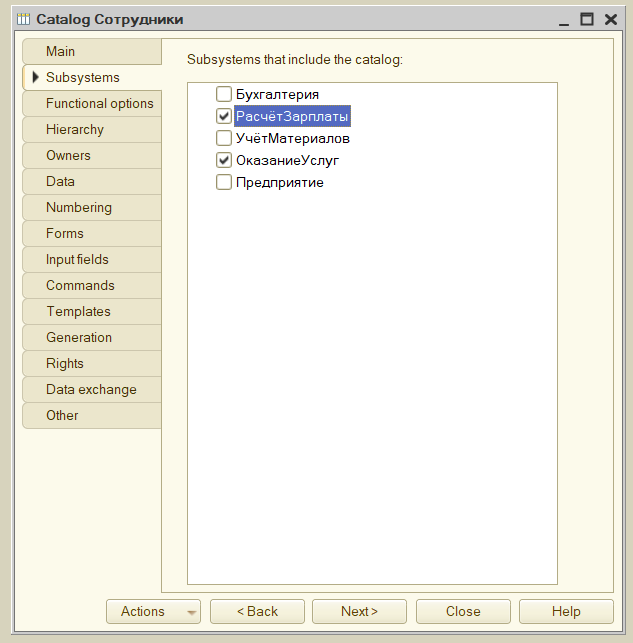 Catalog Сотрудники
Main
Subsystems
Functional options
Hierarchy
Owners
Data
Numbering
Forms
Input fields
Commands
Templates
Generation
Rights
Data exchange
Other
Subsystems that include the catalog:
Бухгалтерия
РасчётЗарплаты
УчётМатериалов
ОказаниеУслуг
Предприятие
Actions
< Back
Next >
Close
Help